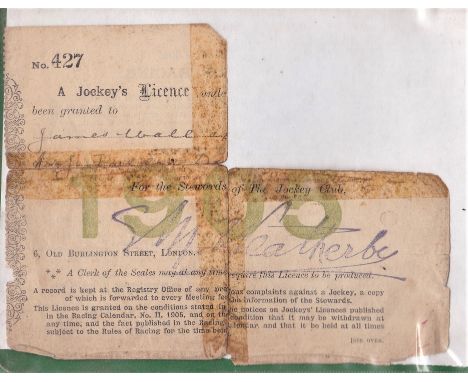 No. 427
A Jockey's Licence
been granted to
James Wall
1905
For the Stewards of The Jockey Club.
Weatherby
6, Old Burlington Street, London.
*** A Clerk of the Scales may at any time require this Licence to be produced.
A record is kept at the Registry Office of any previous complaints against a Jockey, a copy
of which is forwarded to every Meeting for the information of the Stewards.
This Licence is granted on the conditions stated in the notices on Jockeys' Licences published
in the Racing Calendar, No. 11, 1905, and on the condition that it may be withdrawn at
any time, and the fact published in the Racing Calendar, and that it be held at all times
subject to the Rules of Racing for the time being
[SEE OVER.